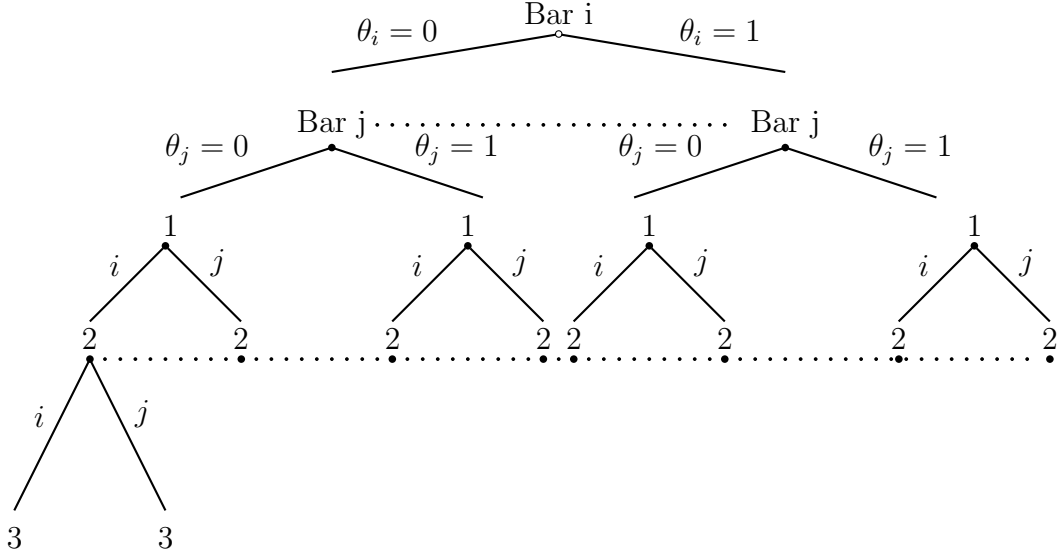 Bar i
θ_i = 0 θ_i = 1
Bar j Bar j
θ_j = 0 θ_j = 1 θ_j = 0 θ_j = 1
1 1 1 1
i j i j i j i j
2 2 2 2 2 2 2 2
i j
3 3